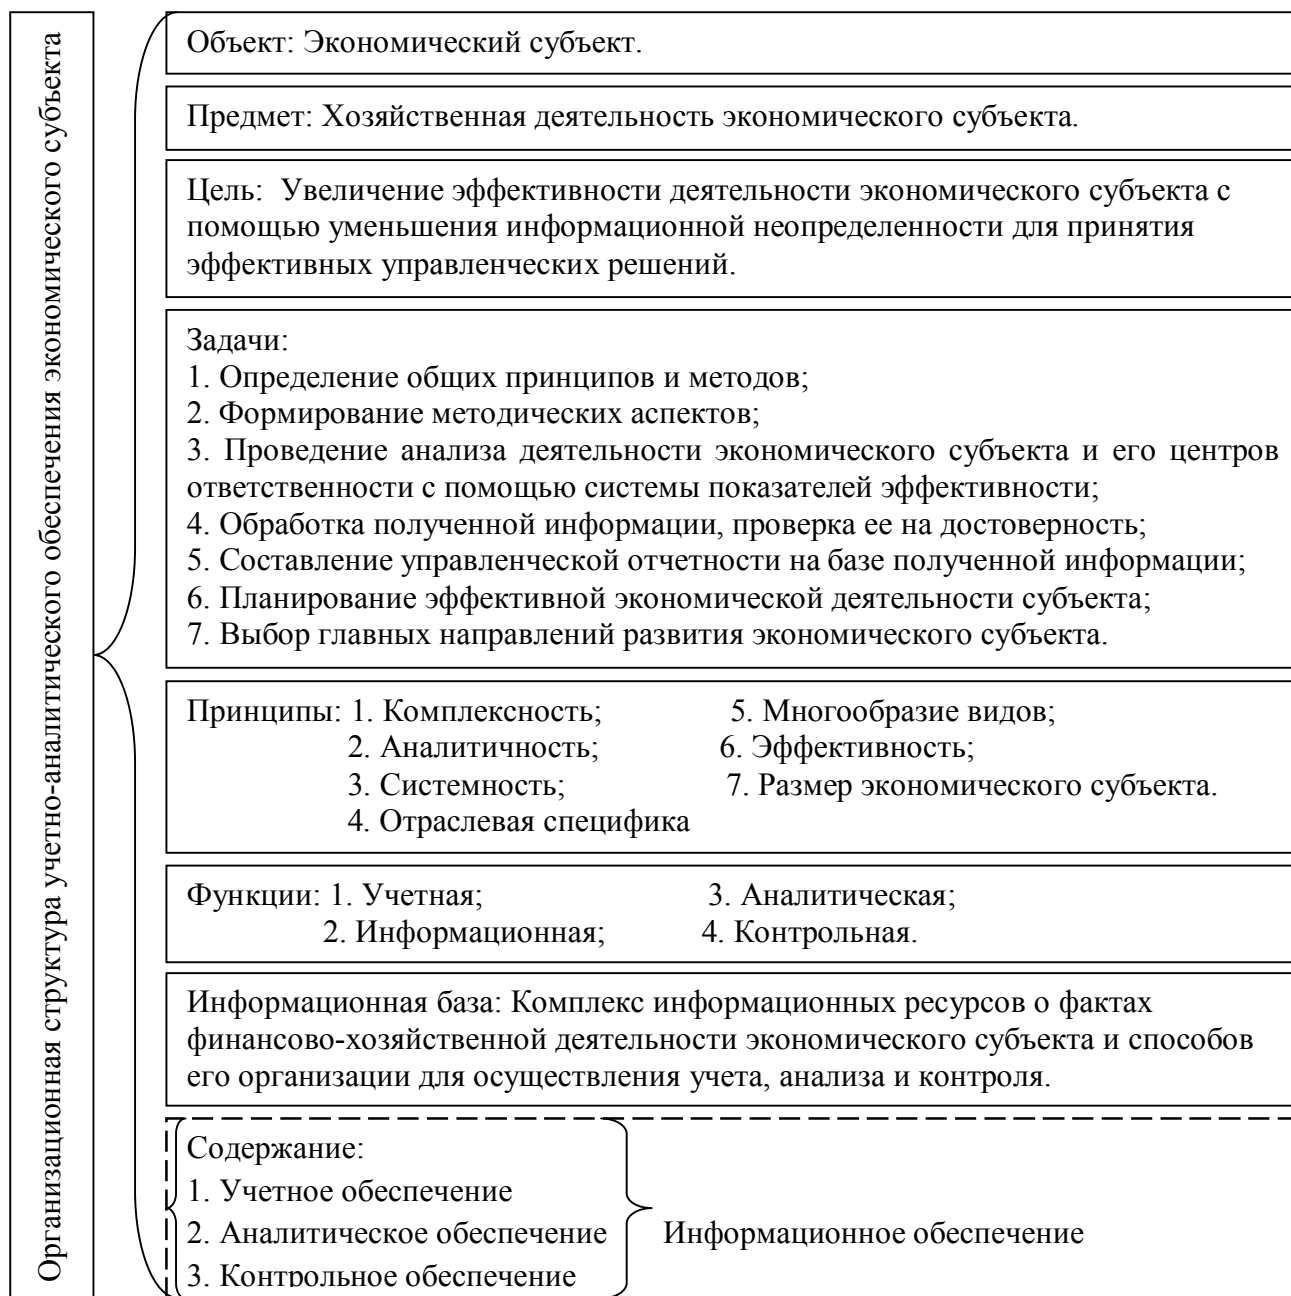 Организационная структура учетно-аналитического обеспечения экономического субъекта
Объект: Экономический субъект.
Предмет: Хозяйственная деятельность экономического субъекта.
Цель: Увеличение эффективности деятельности экономического субъекта с
помощью уменьшения информационной неопределенности для принятия
эффективных управленческих решений.
Задачи:
1. Определение общих принципов и методов;
2. Формирование методических аспектов;
3. Проведение анализа деятельности экономического субъекта и его центров
ответственности с помощью системы показателей эффективности;
4. Обработка полученной информации, проверка ее на достоверность;
5. Составление управленческой отчетности на базе полученной информации;
6. Планирование эффективной экономической деятельности субъекта;
7. Выбор главных направлений развития экономического субъекта.
Принципы: 1. Комплексность; 5. Многообразие видов;
2. Аналитичность; 6. Эффективность;
3. Системность; 7. Размер экономического субъекта.
4. Отраслевая специфика
Функции: 1. Учетная; 3. Аналитическая;
2. Информационная; 4. Контрольная.
Информационная база: Комплекс информационных ресурсов о фактах
финансово-хозяйственной деятельности экономического субъекта и способов
его организации для осуществления учета, анализа и контроля.
Содержание:
1. Учетное обеспечение
2. Аналитическое обеспечение Информационное обеспечение
3. Контрольное обеспечение